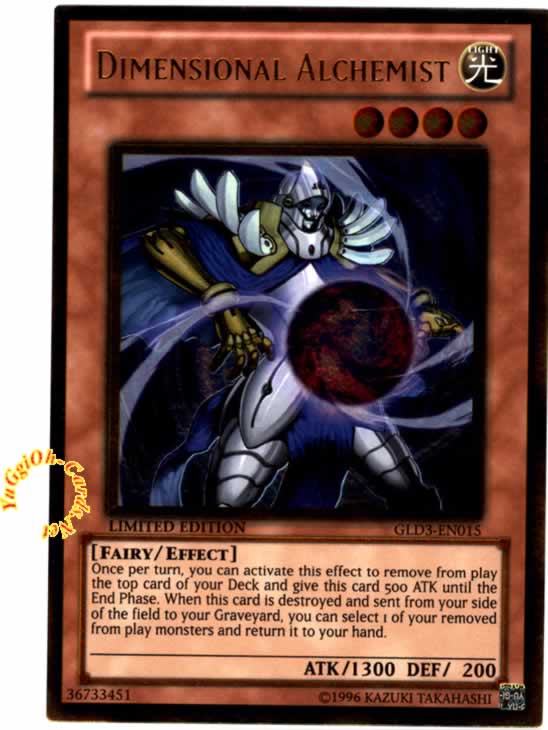 DIMENSIONAL ALCHEMIST
LIGHT
光
YuGgiOh-Cards.Net
LIMITED EDITION
GLD3-EN015
[FAIRY/EFFECT]
Once per turn, you can activate this effect to remove from play
the top card of your Deck and give this card 500 ATK until the
End Phase. When this card is destroyed and sent from your side
of the field to your Graveyard, you can select 1 of your removed
from play monsters and return it to your hand.
ATK/1300 DEF/ 200
36733451
©1996 KAZUKI TAKAHASHI